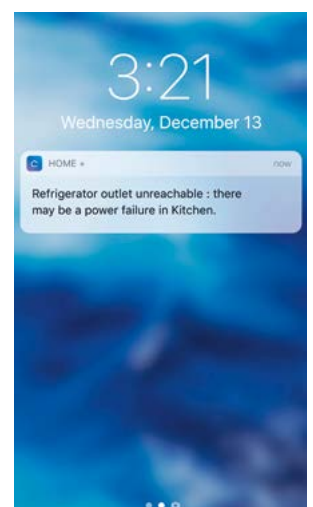 3:21
Wednesday, December 13
HOME +
now
Refrigerator outlet unreachable : there
may be a power failure in Kitchen.